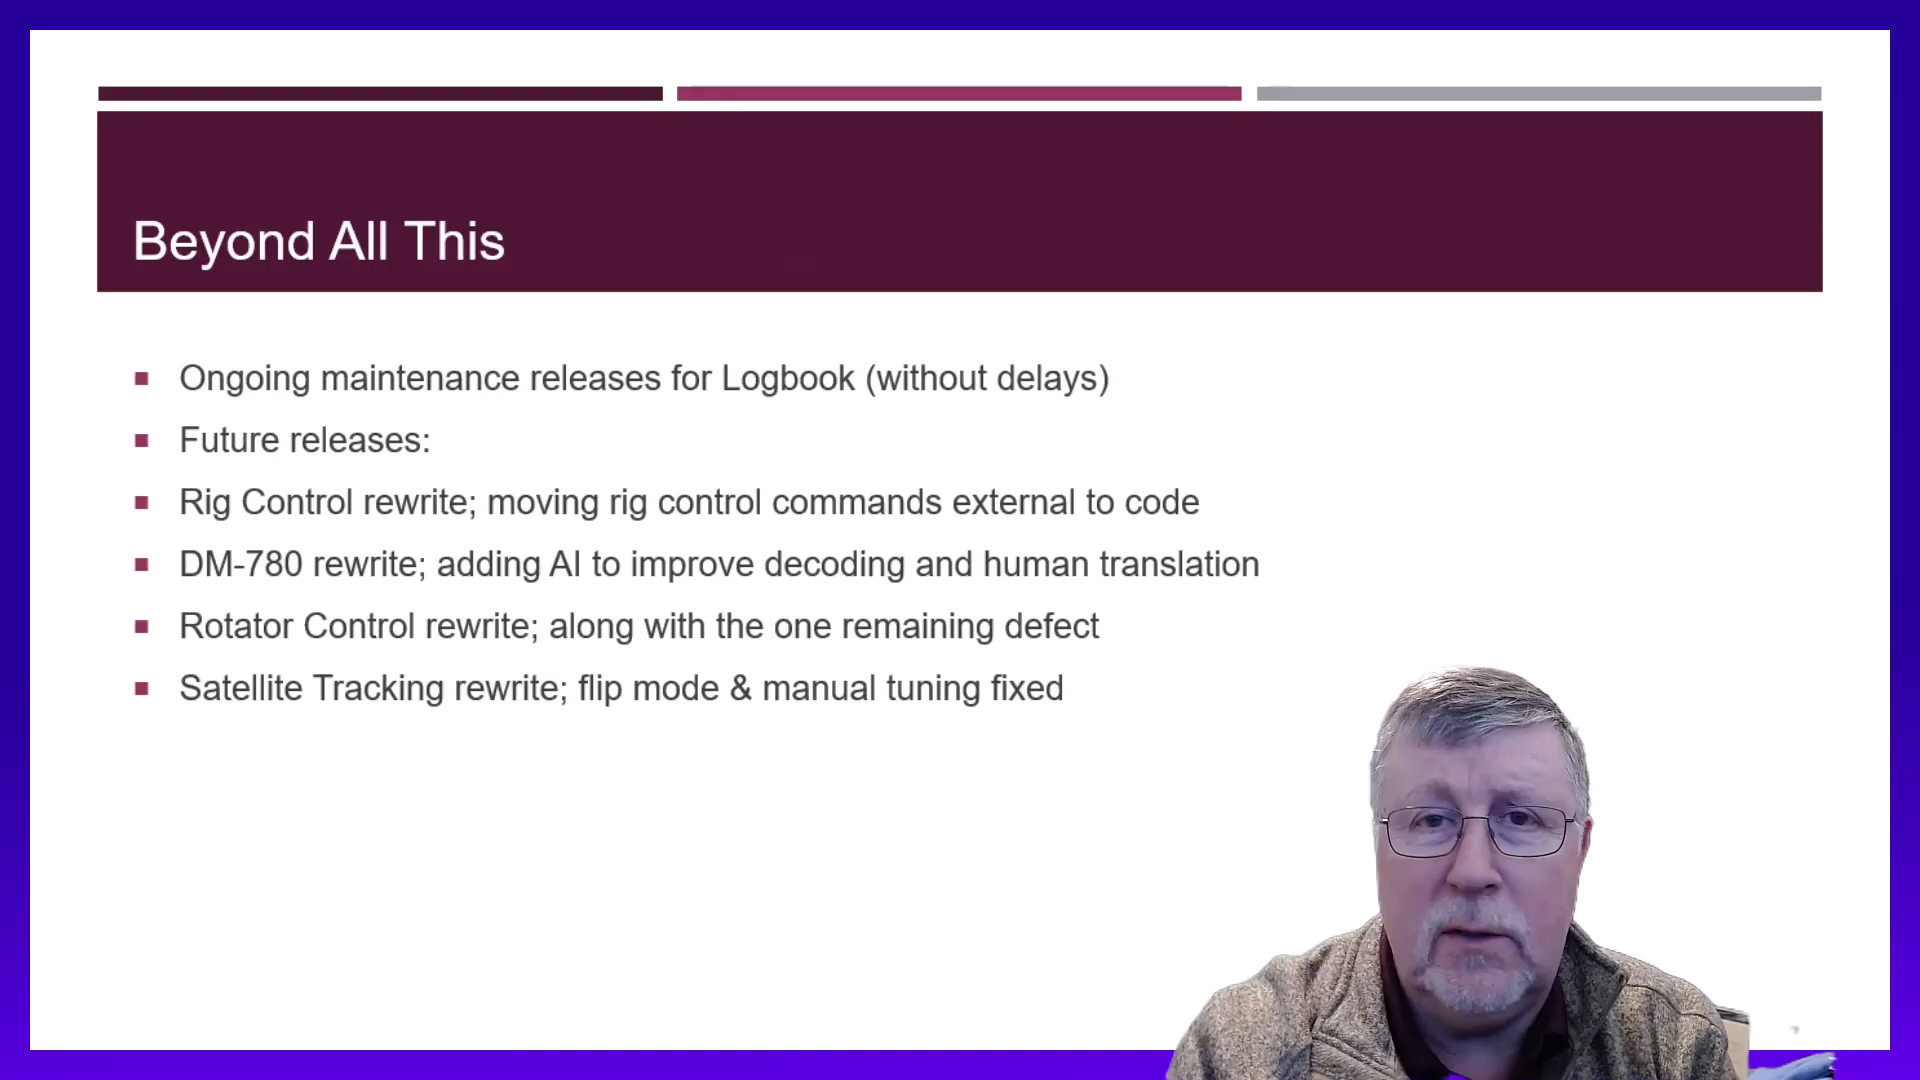 Beyond All This
Ongoing maintenance releases for Logbook (without delays)
Future releases:
Rig Control rewrite; moving rig control commands external to code
DM-780 rewrite; adding AI to improve decoding and human translation
Rotator Control rewrite; along with the one remaining defect
Satellite Tracking rewrite; flip mode & manual tuning fixed